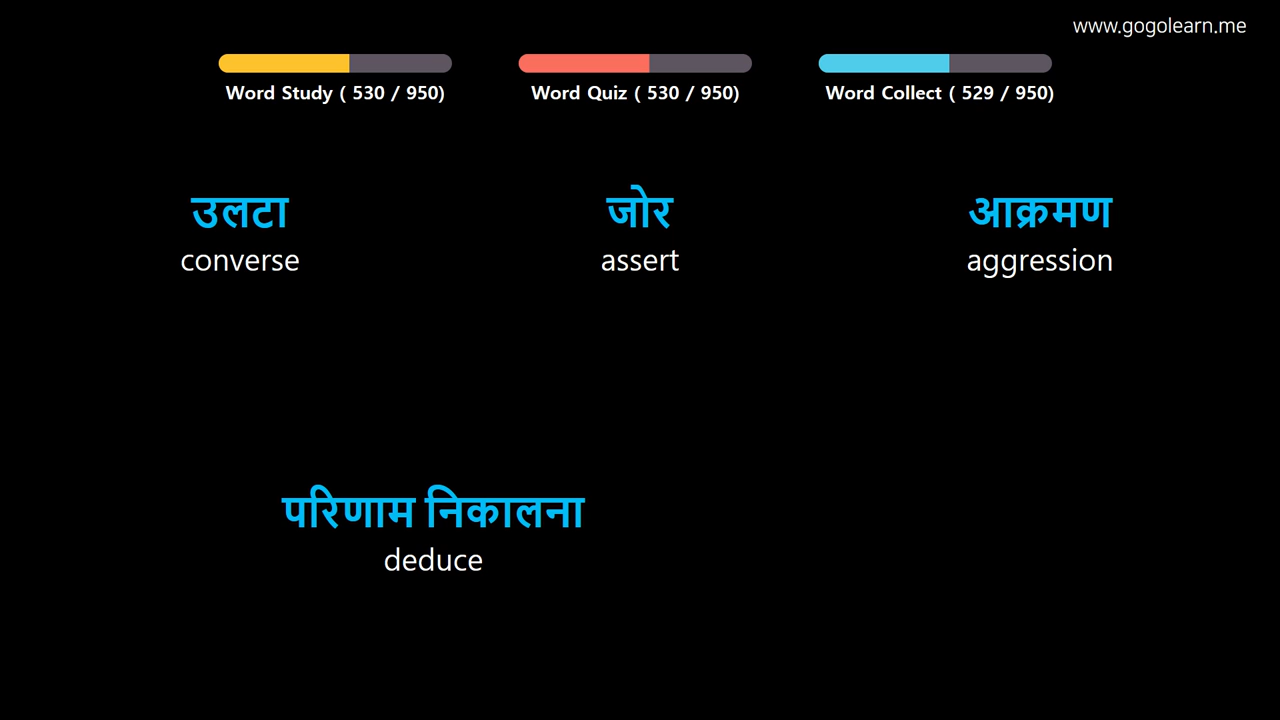 www.gogolearn.me
Word Study ( 530 / 950)
Word Quiz ( 530 / 950)
Word Collect ( 529 / 950)
उलटा
converse
जोर
assert
आक्रमण
aggression
परिणाम निकालना
deduce